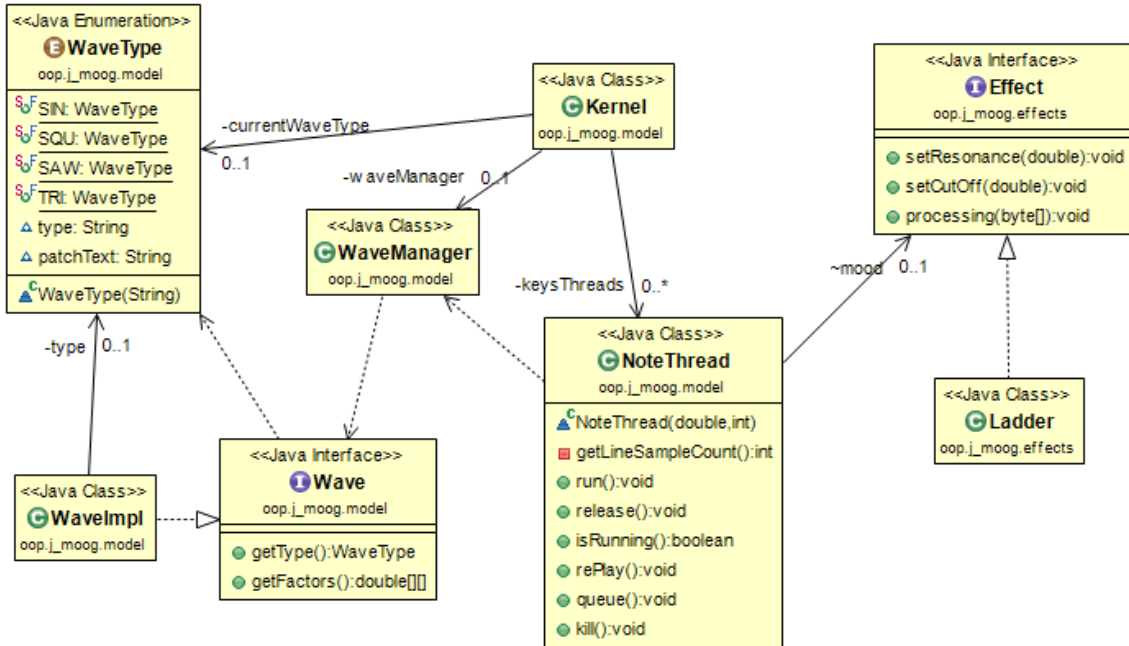 <<Java Enumeration>>
E WaveType
oop.j_moog.model
S F SIN: WaveType
S F SQU: WaveType
S F SAW: WaveType
S F TRI: WaveType
type: String
patchText: String
C WaveType(String)
<<Java Class>>
C Kernel
oop.j_moog.model
<<Java Interface>>
I Effect
oop.j_moog.effects
setResonance(double):void
setCutOff(double):void
processing(byte[]):void
-currentWaveType
0..1
-waveManager
0..1
<<Java Class>>
C WaveManager
oop.j_moog.model
-keysThreads
0..*
~mood
0..1
<<Java Class>>
C NoteThread
oop.j_moog.model
C NoteThread(double,int)
getLineSampleCount():int
run():void
release():void
isRunning():boolean
rePlay():void
queue():void
kill():void
<<Java Class>>
C Ladder
oop.j_moog.effects
-type
0..1
<<Java Class>>
C WaveImpl
oop.j_moog.model
<<Java Interface>>
I Wave
oop.j_moog.model
getType():WaveType
getFactors():double[][]